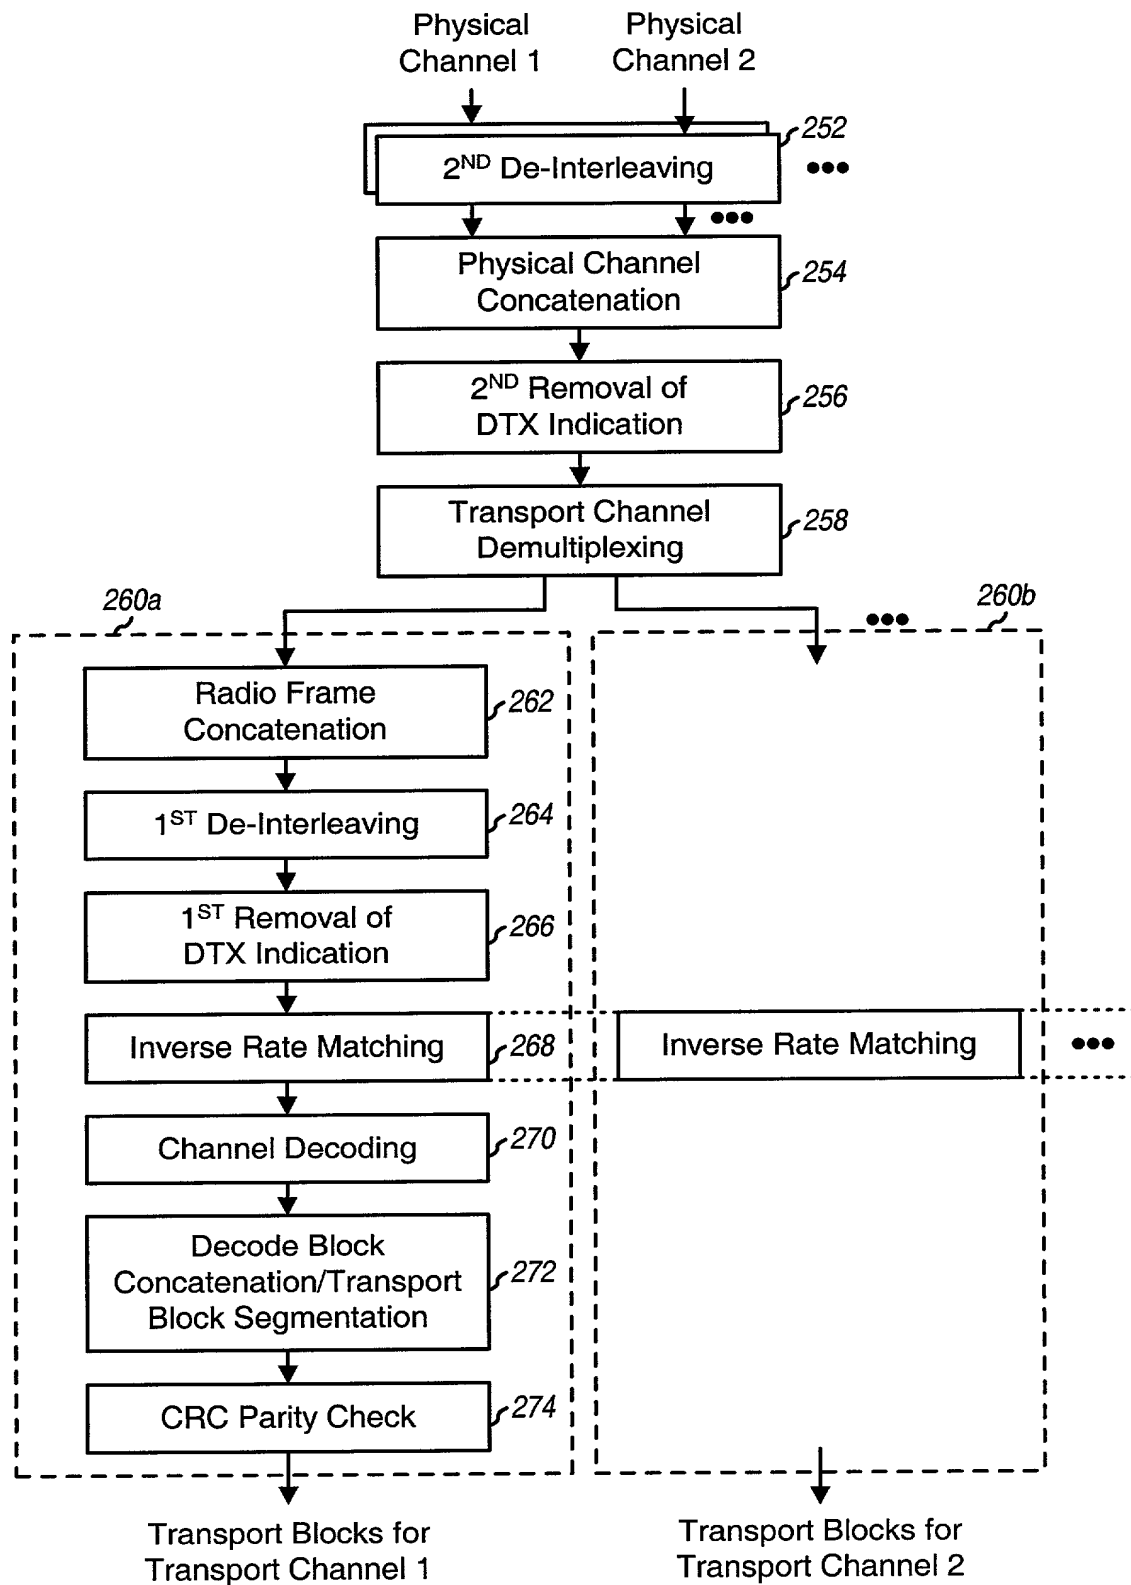 Physical
Channel 1
Physical
Channel 2
252
2ND De-Interleaving
Physical Channel
Concatenation
254
2ND Removal of
DTX Indication
256
Transport Channel
Demultiplexing
258
260a
260b
Radio Frame
Concatenation
262
1ST De-Interleaving
264
1ST Removal of
DTX Indication
266
Inverse Rate Matching
268
Inverse Rate Matching
Channel Decoding
270
Decode Block
Concatenation/Transport
Block Segmentation
272
CRC Parity Check
274
Transport Blocks for
Transport Channel 1
Transport Blocks for
Transport Channel 2